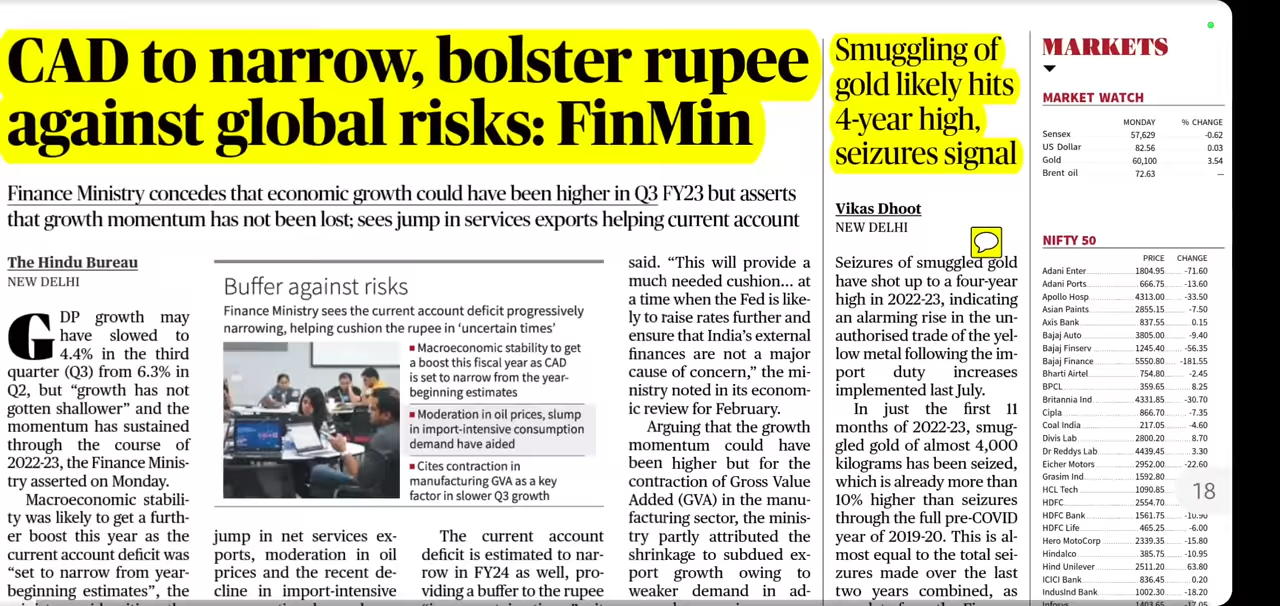 CAD to narrow, bolster rupee
against global risks: FinMin
Finance Ministry concedes that economic growth could have been higher in Q3 FY23 but asserts
that growth momentum has not been lost; sees jump in services exports helping current account
The Hindu Bureau
NEW DELHI
GDP growth may
have slowed to
4.4% in the third
quarter (Q3) from 6.3% in
Q2, but “growth has not
gotten shallower” and the
momentum has sustained
through the course of
2022-23, the Finance Minis-
try asserted on Monday.
Macroeconomic stabili-
ty was likely to get a furth-
er boost this year as the
current account deficit was
“set to narrow from year-
beginning estimates”, the
Buffer against risks
Finance Ministry sees the current account deficit progressively
narrowing, helping cushion the rupee in ‘uncertain times’
■ Macroeconomic stability to get
a boost this fiscal year as CAD
is set to narrow from the year-
beginning estimates
■ Moderation in oil prices, slump
in import-intensive consumption
demand have aided
■ Cites contraction in
manufacturing GVA as a key
factor in slower Q3 growth
jump in net services ex-
ports, moderation in oil
prices and the recent de-
cline in import-intensive
The current account
deficit is estimated to nar-
row in FY24 as well, pro-
viding a buffer to the rupee
said. “This will provide a
much needed cushion... at
a time when the Fed is like-
ly to raise rates further and
ensure that India’s external
finances are not a major
cause of concern,” the mi-
nistry noted in its econom-
ic review for February.
Arguing that the growth
momentum could have
been higher but for the
contraction of Gross Value
Added (GVA) in the manu-
facturing sector, the minis-
try partly attributed the
shrinkage to subdued ex-
port growth owing to
weaker demand in ad-
Smuggling of
gold likely hits
4-year high,
seizures signal
Vikas Dhoot
NEW DELHI
Seizures of smuggled gold
have shot up to a four-year
high in 2022-23, indicating
an alarming rise in the un-
authorised trade of the yel-
low metal following the im-
port duty increases
implemented last July.
In just the first 11
months of 2022-23, smug-
gled gold of almost 4,000
kilograms has been seized,
which is already more than
10% higher than seizures
through the full pre-COVID
year of 2019-20. This is al-
most equal to the total sei-
zures made over the last
two years combined, as
MARKETS
MARKET WATCH
MONDAY % CHANGE
Sensex 57,629 -0.62
US Dollar 82.56 0.03
Gold 60,100 3.54
Brent oil 72.63 —
NIFTY 50
PRICE CHANGE
Adani Enter 1804.95 -71.60
Adani Ports 666.75 -13.60
Apollo Hosp 4313.00 -33.50
Asian Paints 2855.15 -7.50
Axis Bank 837.55 0.15
Bajaj Auto 3805.00 -9.40
Bajaj Finserv 1245.40 -56.35
Bajaj Finance 5550.80 -181.55
Bharti Airtel 754.80 -2.45
BPCL 359.65 8.25
Britannia Ind 4331.85 -30.70
Cipla 866.70 -7.35
Coal India 217.05 -4.60
Divis Lab 2800.20 8.70
Dr Reddys Lab 4439.45 3.30
Eicher Motors 2952.00 -22.60
Grasim Ind 1592.80
HCL Tech 1090.85
HDFC 2554.70
HDFC Bank 1561.75 -10.90
HDFC Life 465.25 -6.00
Hero MotoCorp 2339.35 -15.80
Hindalco 385.75 -10.95
Hind Unilever 2511.20 63.80
ICICI Bank 836.45 0.20
IndusInd Bank 1002.30 -18.20
Infosys 1403.65 -17.05
18